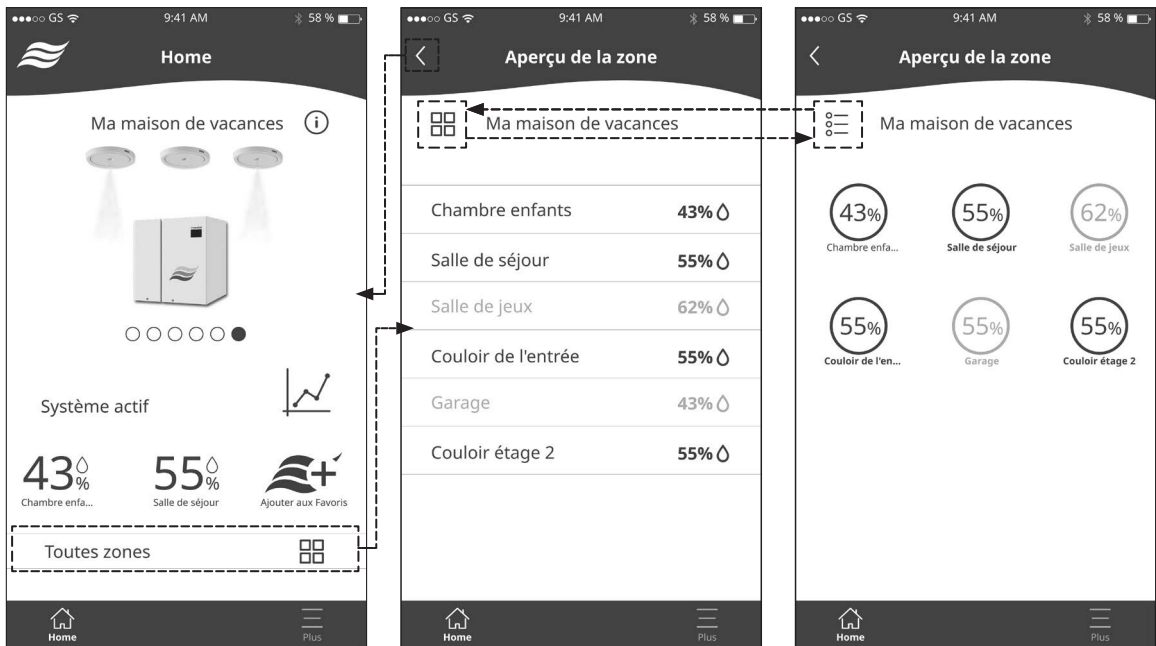 GS 9:41 AM 58 %
Home
Ma maison de vacances i
Système actif
43% 55%
Chambre enfa... Salle de séjour Ajouter aux Favoris
Toutes zones
Home Plus
GS 9:41 AM 58 %
Aperçu de la zone
Ma maison de vacances
Chambre enfants 43%
Salle de séjour 55%
Salle de jeux 62%
Couloir de l'entrée 55%
Garage 43%
Couloir étage 2 55%
Home Plus
GS 9:41 AM 58 %
Aperçu de la zone
Ma maison de vacances
43% 55% 62%
Chambre enfa... Salle de séjour Salle de jeux
55% 55% 55%
Couloir de l'en... Garage Couloir étage 2
Home Plus